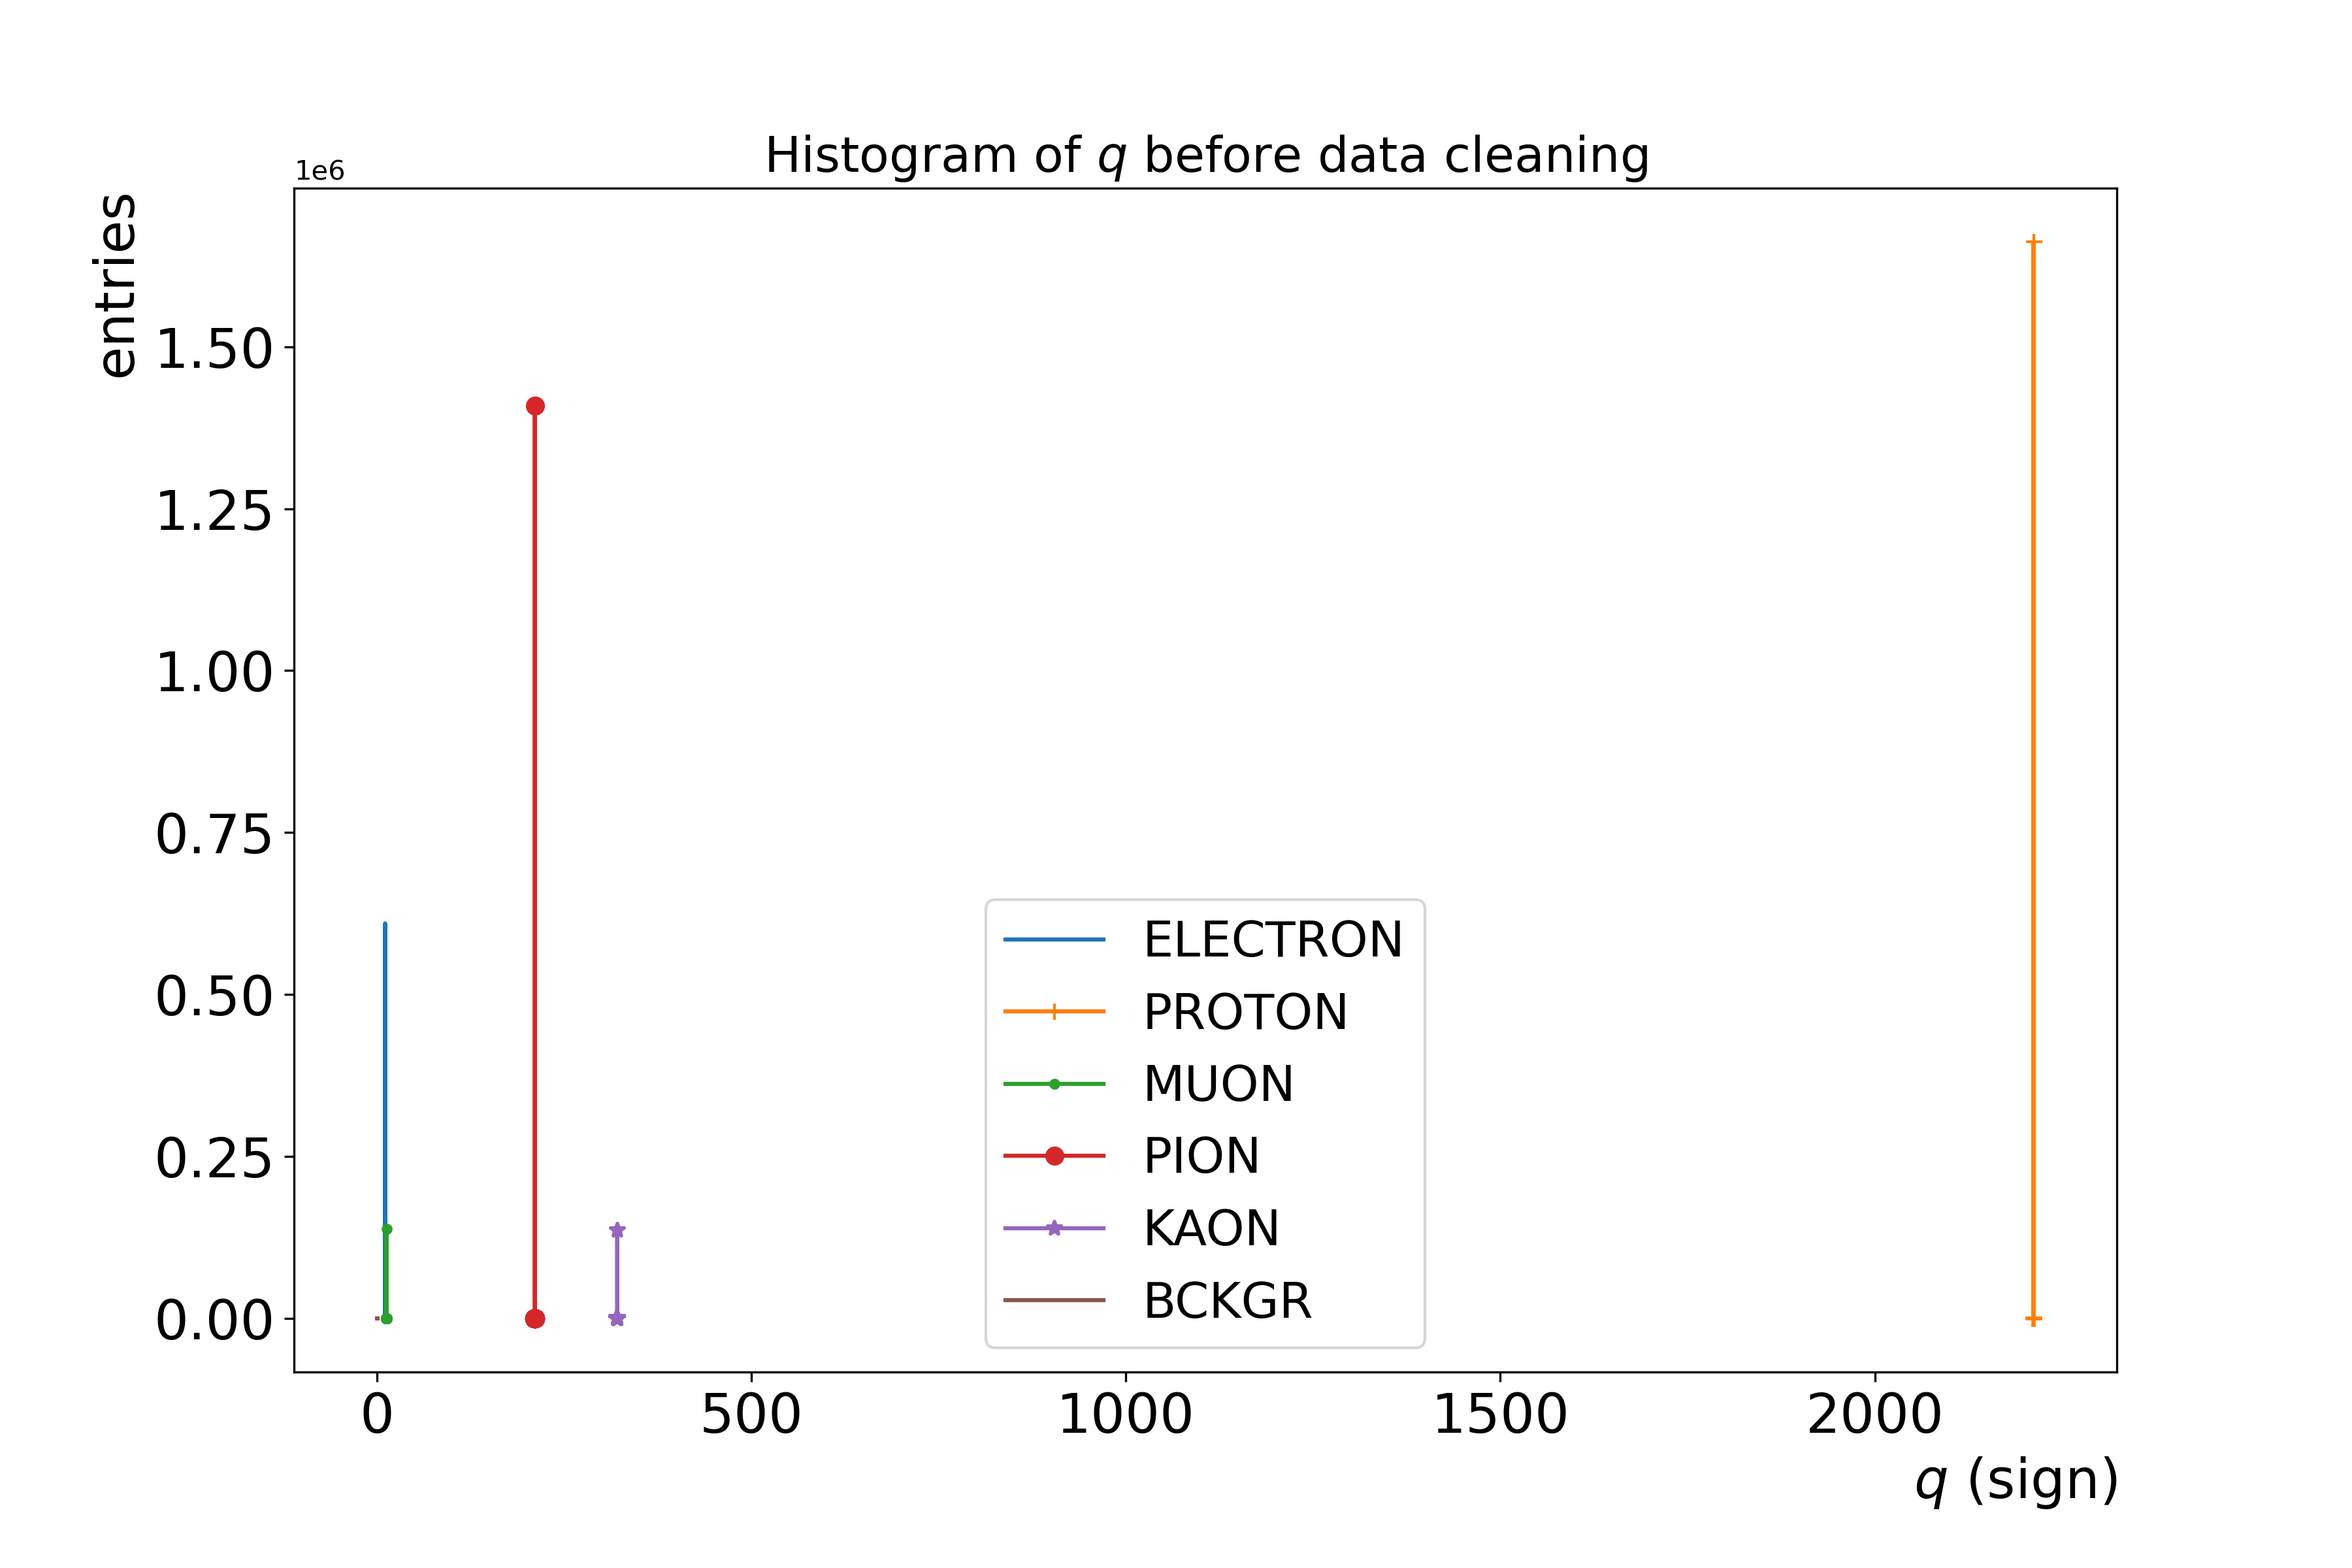 Histogram of q before data cleaning
1e6
entries
1.50
1.25
1.00
0.75
0.50
0.25
0.00
ELECTRON
PROTON
MUON
PION
KAON
BCKGR
0 500 1000 1500 2000
q (sign)